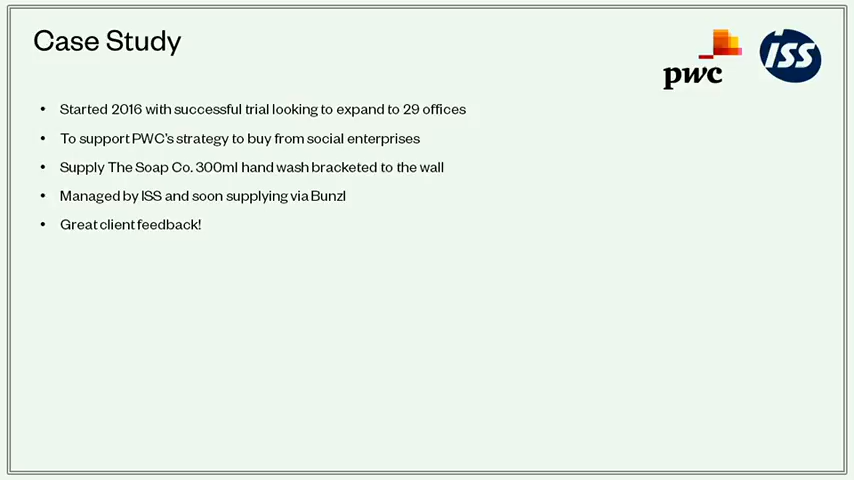 Case Study
pwc
ISS
• Started 2016 with successful trial looking to expand to 29 offices
• To support PWC's strategy to buy from social enterprises
• Supply The Soap Co. 300ml hand wash bracketed to the wall
• Managed by ISS and soon supplying via Bunzl
• Great client feedback!